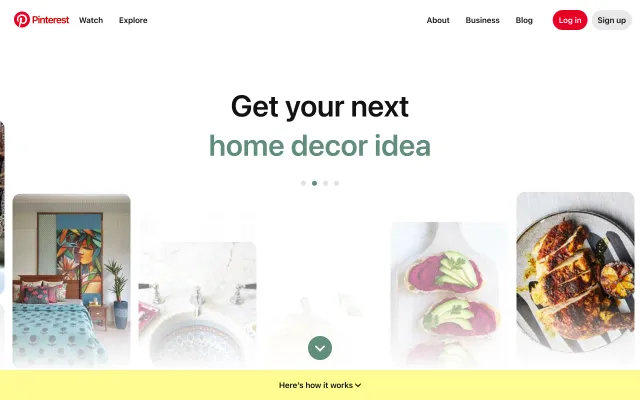 Pinterest Watch Explore About Business Blog Log in Sign up
Get your next
home decor idea
Here's how it works